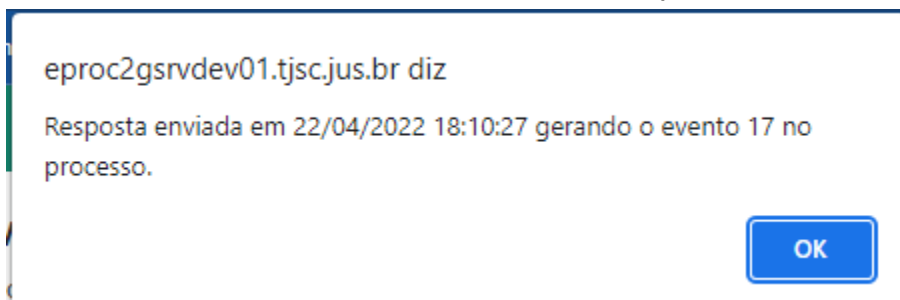 eproc2gsrvdev01.tjsc.jus.br diz
Resposta enviada em 22/04/2022 18:10:27 gerando o evento 17 no
processo.
OK